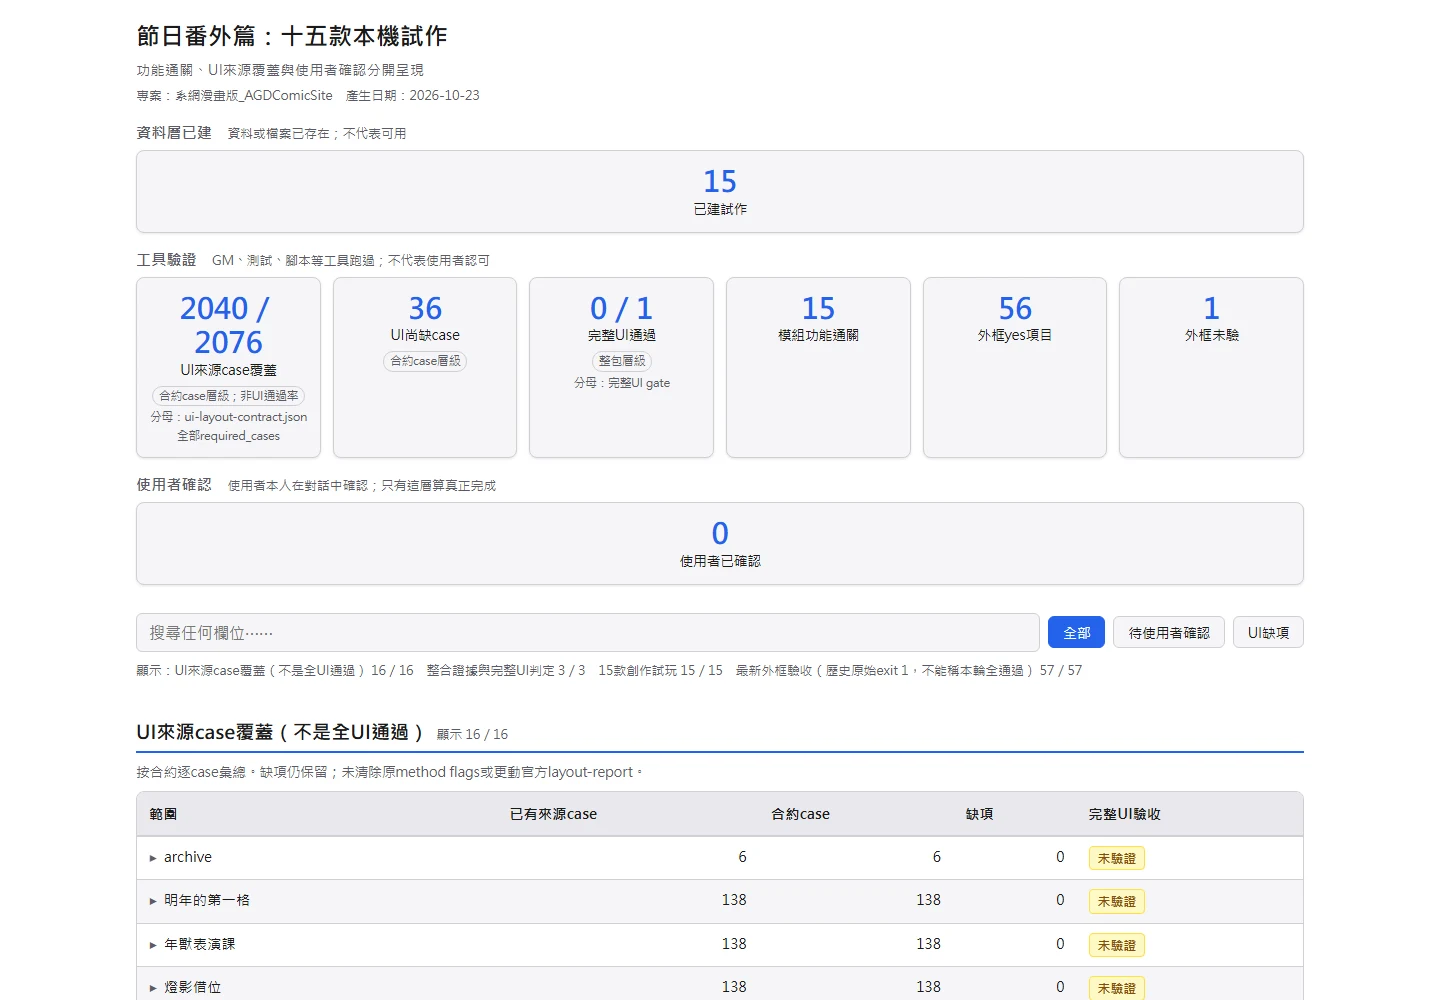 節日番外篇：十五款本機試作
功能通關、UI來源覆蓋與使用者確認分開呈現
專案：系網漫畫版_AGDComicSite 產生日期：2026-10-23
資料層已建 資料或檔案已存在；不代表可用
15
已建試作
工具驗證 GM、測試、腳本等工具跑過；不代表使用者認可
2040 /
2076
UI來源case覆蓋
合約case層級；非UI通過率
分母：ui-layout-contract.json
全部required_cases
36
UI尚缺case
合約case層級
0 / 1
完整UI通過
整包層級
分母：完整UI gate
15
模組功能通關
56
外框yes項目
1
外框未驗
使用者確認 使用者本人在對話中確認；只有這層算真正完成
0
使用者已確認
搜尋任何欄位⋯⋯
全部
待使用者確認
UI缺項
顯示：UI來源case覆蓋（不是全UI通過）16 / 16 整合證據與完整UI判定 3 / 3 15款創作試玩 15 / 15 最新外框驗收（歷史原始exit 1，不能稱本輪全通過）57 / 57
UI來源case覆蓋（不是全UI通過） 顯示 16 / 16
按合約逐case彙總。缺項仍保留；未清除原method flags或更動官方layout-report。
範圍 已有來源case 合約case 缺項 完整UI驗收
▸ archive 6 6 0 未驗證
▸ 明年的第一格 138 138 0 未驗證
▸ 年獸表演課 138 138 0 未驗證
▸ 燈影借位 138 138 0 未驗證